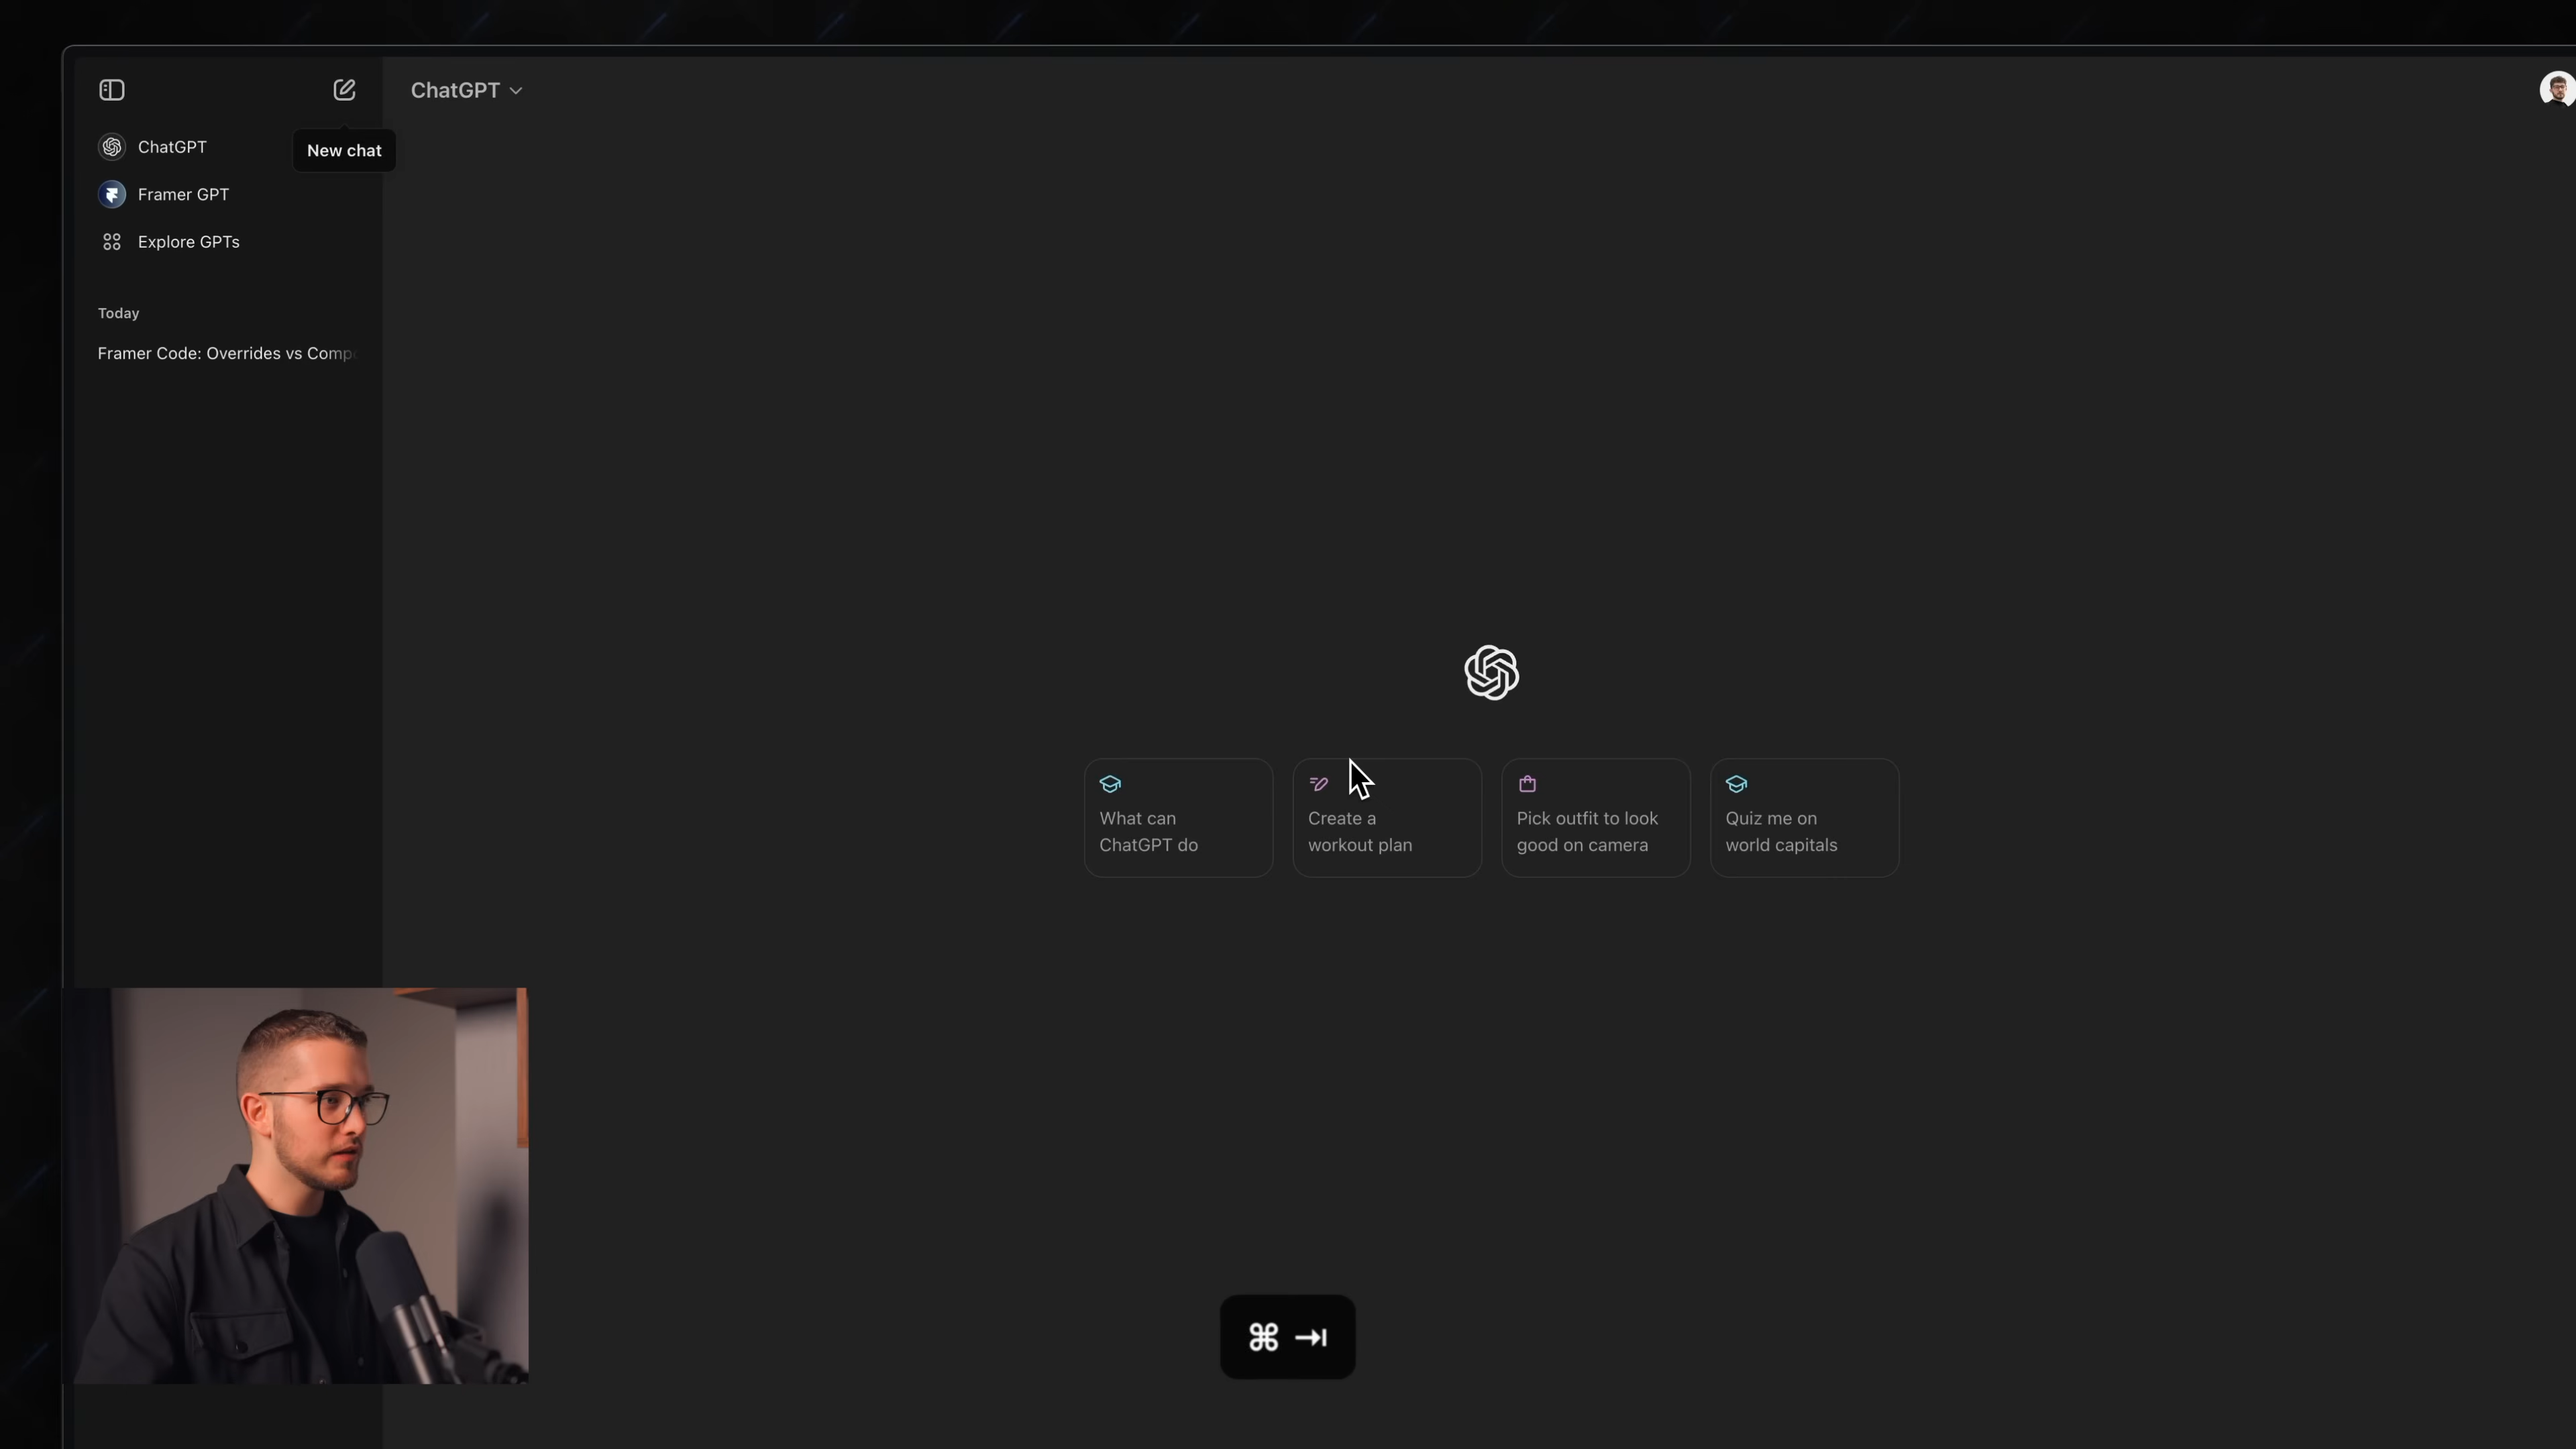 ChatGPT
ChatGPT
New chat
Framer GPT
Explore GPTs
Today
Framer Code: Overrides vs Comp
What can
ChatGPT do
Create a
workout plan
Pick outfit to look
good on camera
Quiz me on
world capitals
⌘ →|